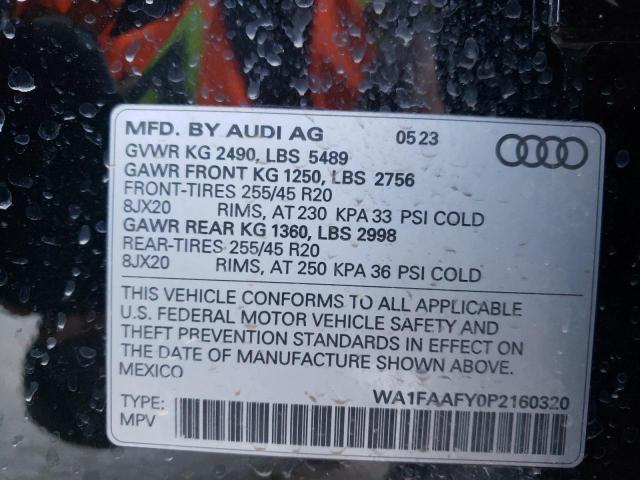 MFD. BY AUDI AG 05 23
GVWR KG 2490, LBS 5489
GAWR FRONT KG 1250, LBS 2756
FRONT-TIRES 255/45 R20
8JX20 RIMS, AT 230 KPA 33 PSI COLD
GAWR REAR KG 1360, LBS 2998
REAR-TIRES 255/45 R20
8JX20 RIMS, AT 250 KPA 36 PSI COLD
THIS VEHICLE CONFORMS TO ALL APPLICABLE
U.S. FEDERAL MOTOR VEHICLE SAFETY AND
THEFT PREVENTION STANDARDS IN EFFECT ON
THE DATE OF MANUFACTURE SHOWN ABOVE.
MEXICO
WA1FAAFY0P2160320
TYPE:
MPV